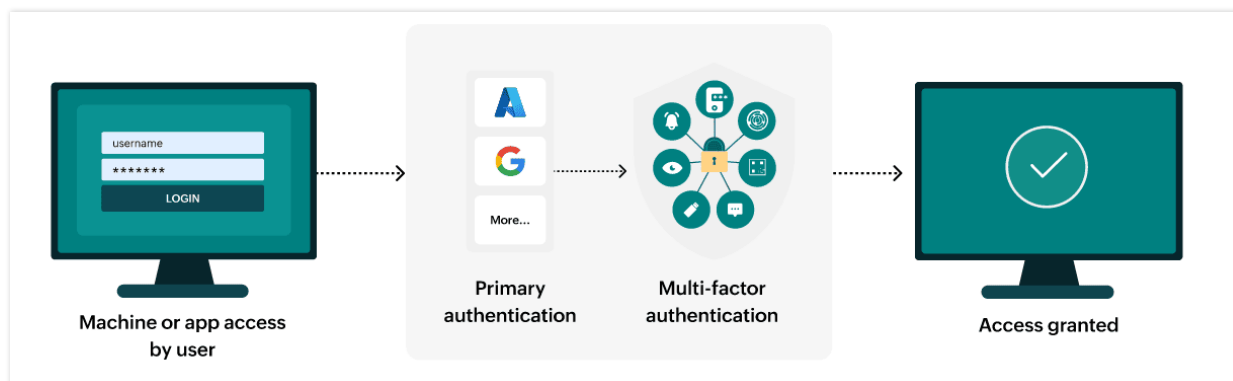 username
*******
LOGIN
Machine or app access
by user
G
More...
Primary
authentication
Multi-factor
authentication
Access granted